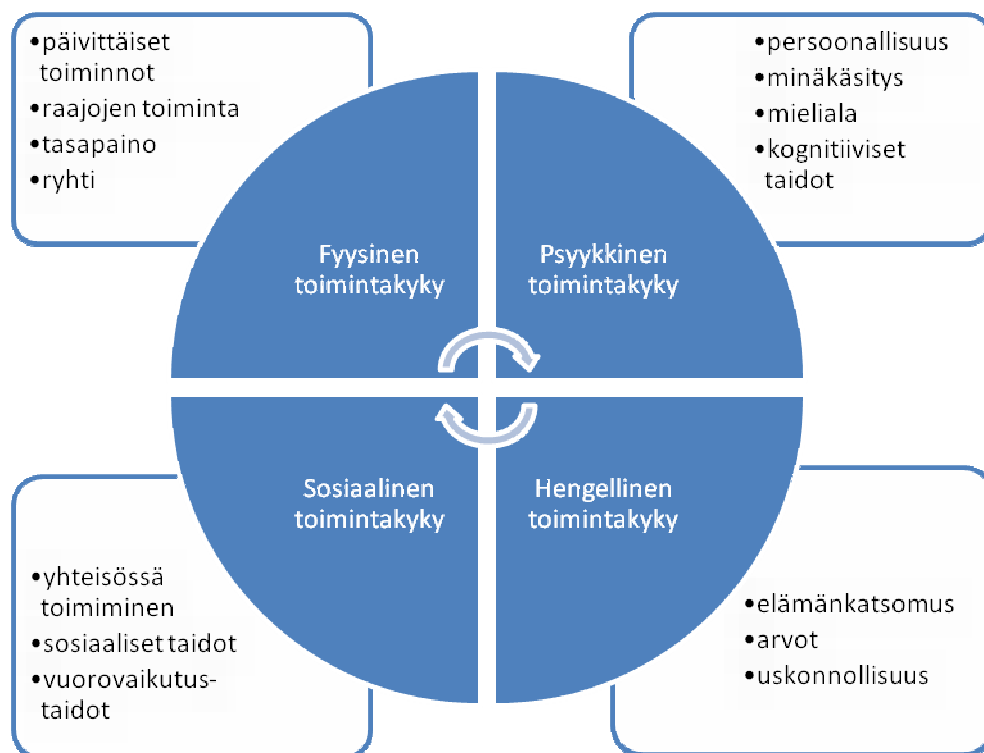 •päivittäiset
toiminnot
•raajojen toiminta
•tasapaino
•ryhti
•persoonallisuus
•minäkäsitys
•mieliala
•kognitiiviset
taidot
Fyysinen
toimintakyky
Psyykkinen
toimintakyky
Sosiaalinen
toimintakyky
Hengellinen
toimintakyky
•yhteisössä
toimiminen
•sosiaaliset taidot
•vuorovaikutus-
taidot
•elämänkatsomus
•arvot
•uskonnollisuus